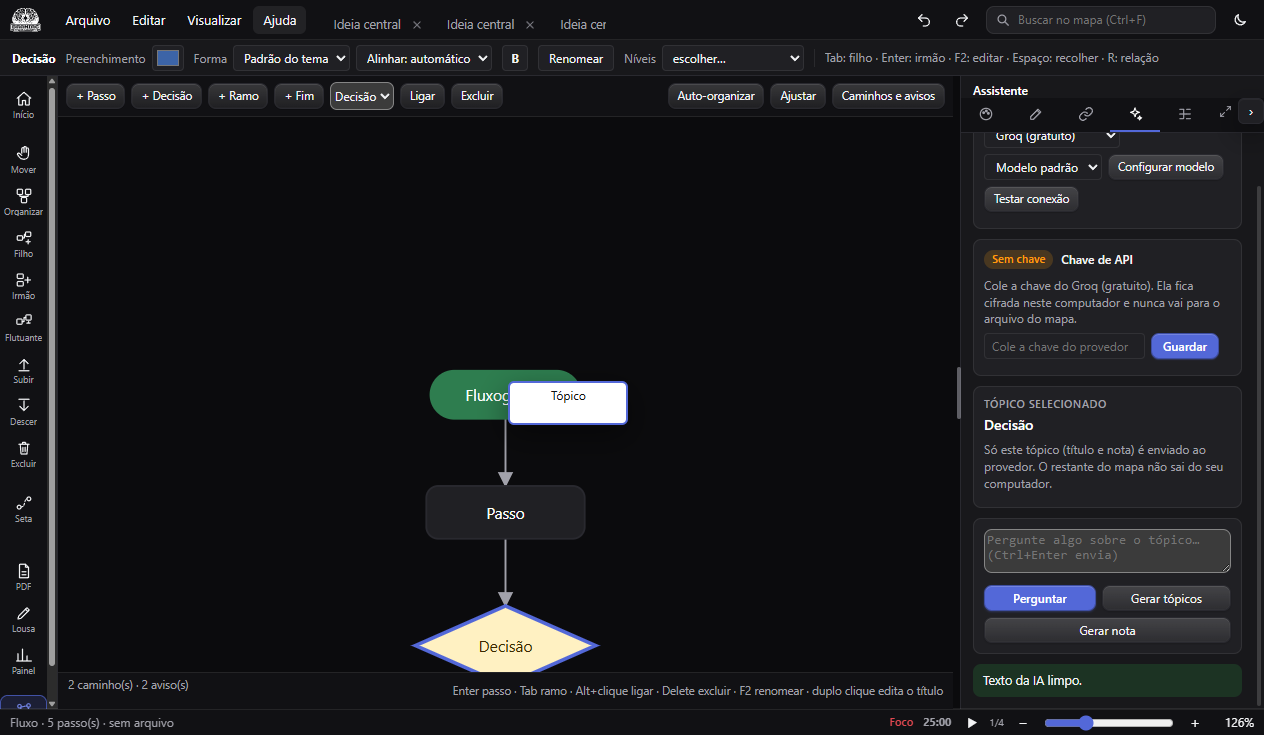 Arquivo Editar Visualizar Ajuda Ideia central × Ideia central × Ideia cer Buscar no mapa (Ctrl+F)
Decisão Preenchimento Forma Padrão do tema Alinhar: automático B Renomear Níveis escolher... Tab: filho · Enter: irmão · F2: editar · Espaço: recolher · R: relação
+ Passo + Decisão + Ramo + Fim Decisão Ligar Excluir Auto-organizar Ajustar Caminhos e avisos
Início
Mover
Organizar
Filho
Irmão
Flutuante
Subir
Descer
Excluir
Seta
PDF
Lousa
Painel
Fluxog
Tópico
Passo
Decisão
2 caminho(s) · 2 aviso(s)
Enter passo · Tab ramo · Alt+clique ligar · Delete excluir · F2 renomear · duplo clique edita o título
Assistente
Groq (gratuito)
Modelo padrão Configurar modelo
Testar conexão
Sem chave Chave de API
Cole a chave do Groq (gratuito). Ela fica
cifrada neste computador e nunca vai para o
arquivo do mapa.
Cole a chave do provedor Guardar
TÓPICO SELECIONADO
Decisão
Só este tópico (título e nota) é enviado ao
provedor. O restante do mapa não sai do seu
computador.
Pergunte algo sobre o tópico…
(Ctrl+Enter envia)
Perguntar Gerar tópicos
Gerar nota
Texto da IA limpo.
Fluxo · 5 passo(s) · sem arquivo
Foco 25:00 1/4 − + 126%